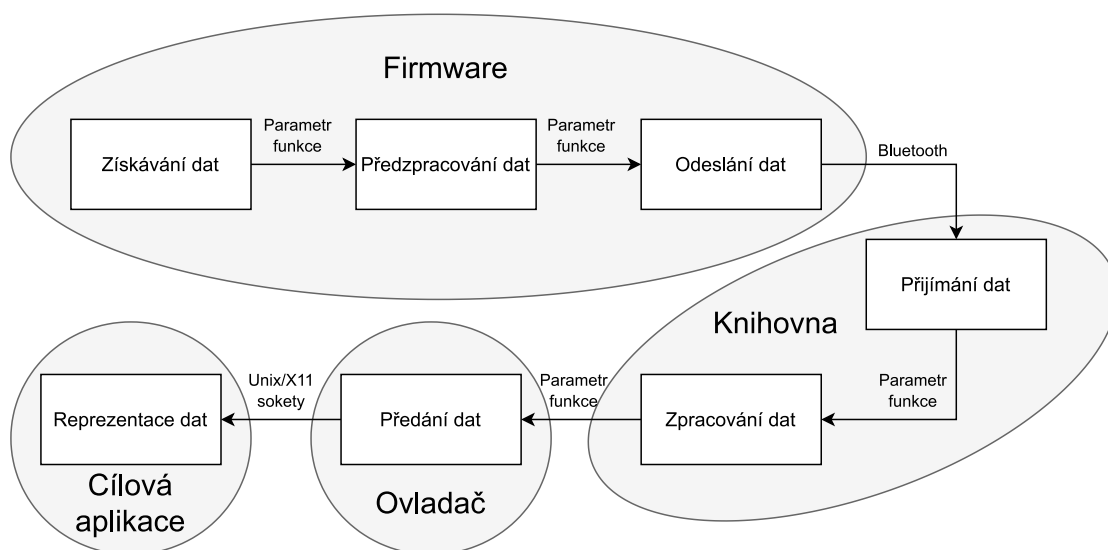 Firmware
Získávání dat
Parametr
funkce
Předzpracování dat
Parametr
funkce
Odeslání dat
Bluetooth
Přijímání dat
Knihovna
Parametr
funkce
Zpracování dat
Parametr
funkce
Předání dat
Ovladač
Unix/X11
sokety
Reprezentace dat
Cílová
aplikace